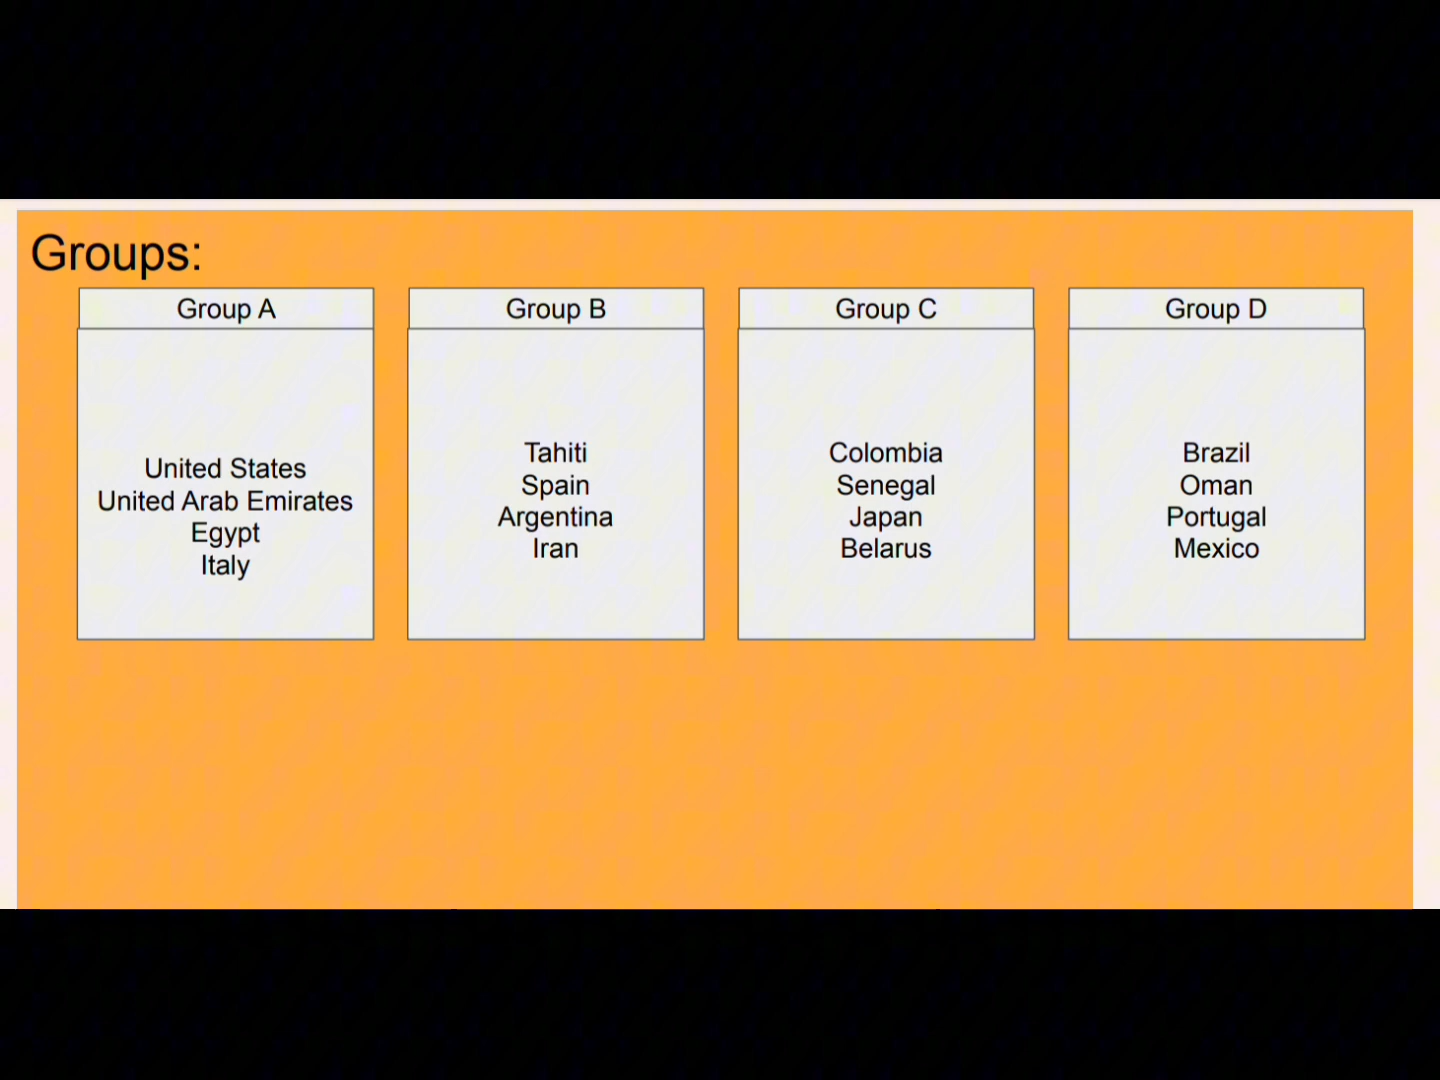 Groups:
Group A
United States
United Arab Emirates
Egypt
Italy
Group B
Tahiti
Spain
Argentina
Iran
Group C
Colombia
Senegal
Japan
Belarus
Group D
Brazil
Oman
Portugal
Mexico